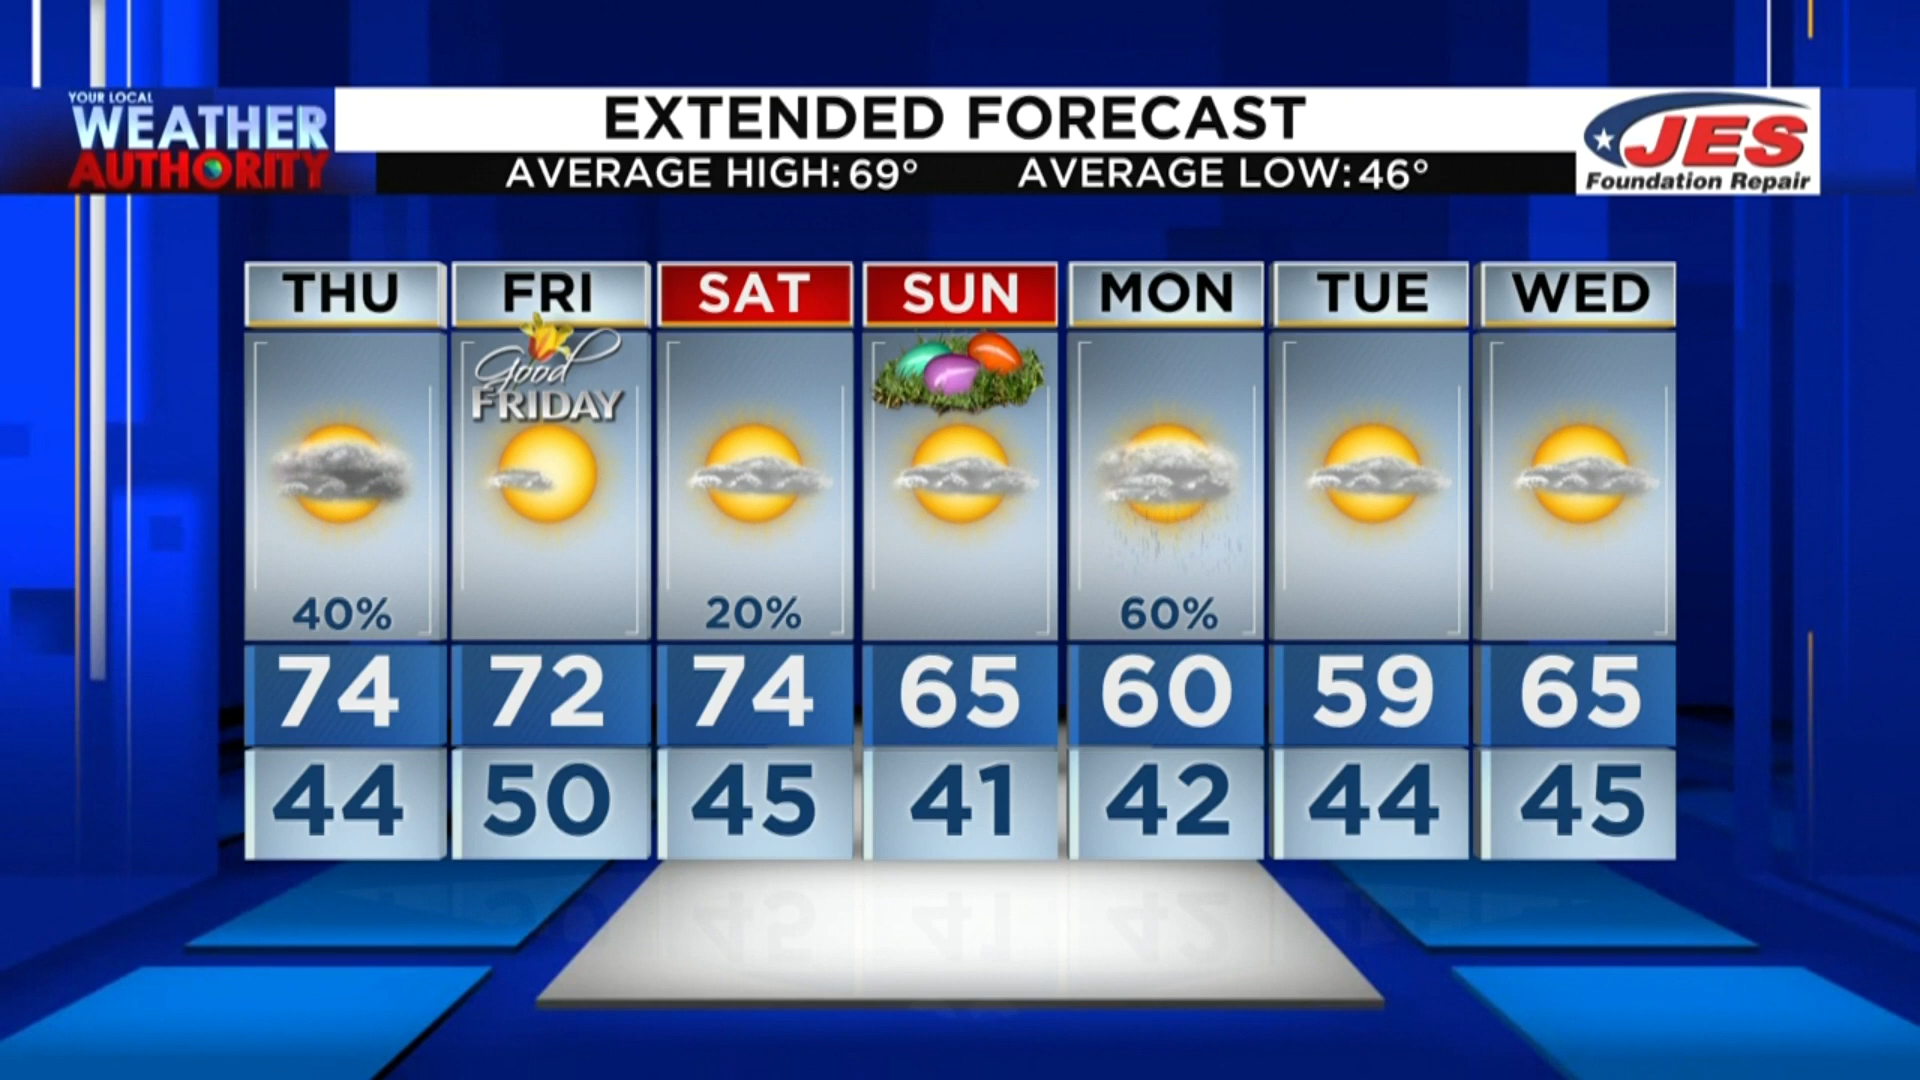 YOUR LOCAL
WEATHER
AUTHORITY
EXTENDED FORECAST
AVERAGE HIGH: 69° AVERAGE LOW: 46°
JES
Foundation Repair
THU FRI SAT SUN MON TUE WED
Good
FRIDAY
40% 20% 60%
74 72 74 65 60 59 65
44 50 45 41 42 44 45